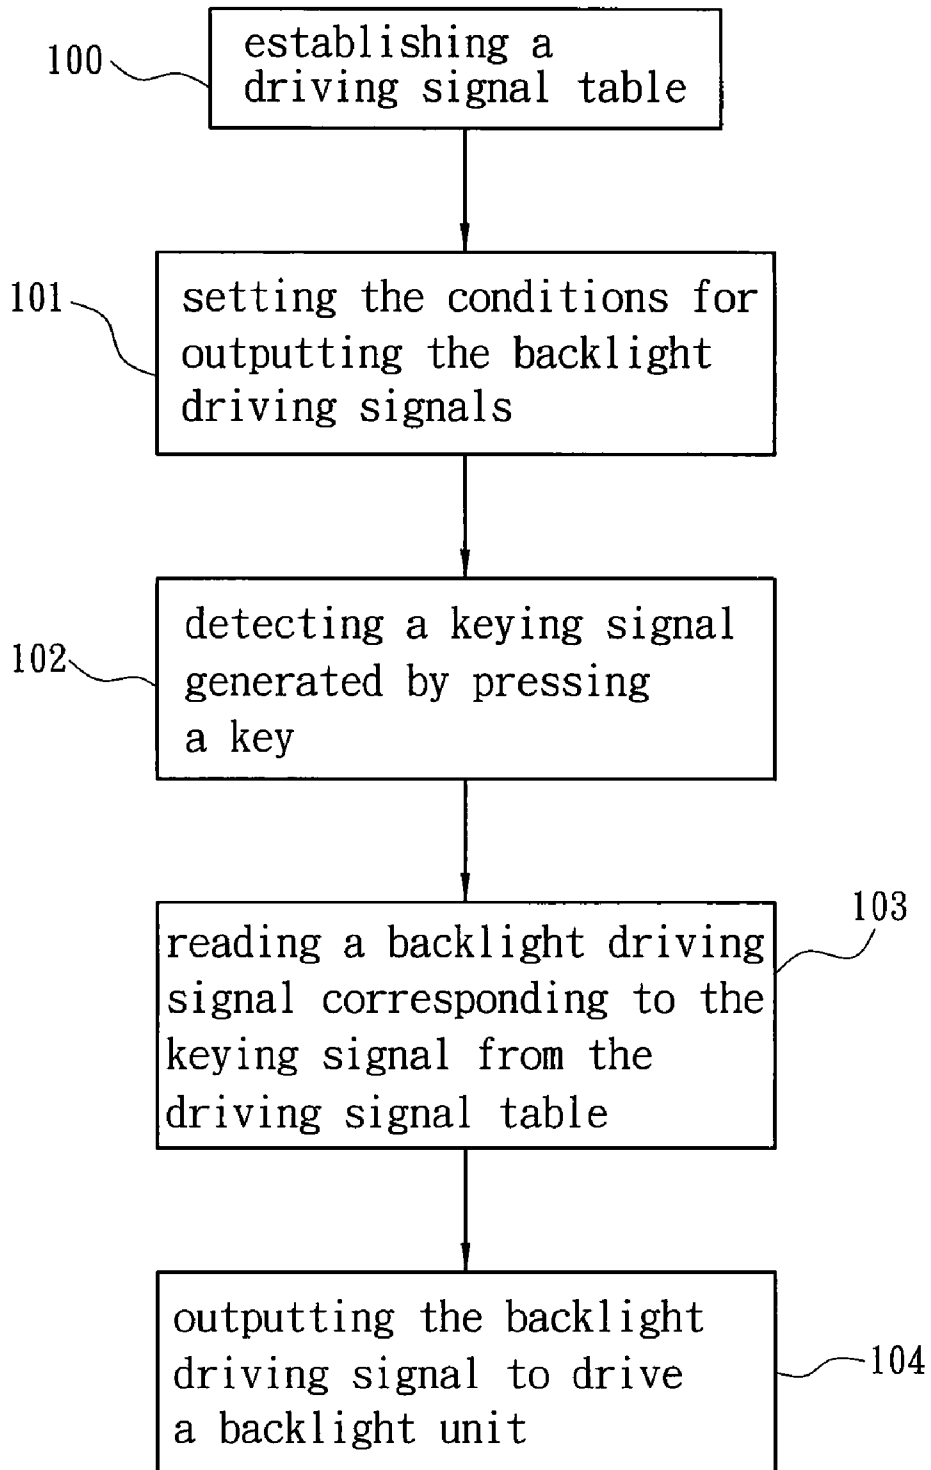 100
establishing a
driving signal table
101
setting the conditions for
outputting the backlight
driving signals
102
detecting a keying signal
generated by pressing
a key
103
reading a backlight driving
signal corresponding to the
keying signal from the
driving signal table
outputting the backlight
driving signal to drive
a backlight unit
104